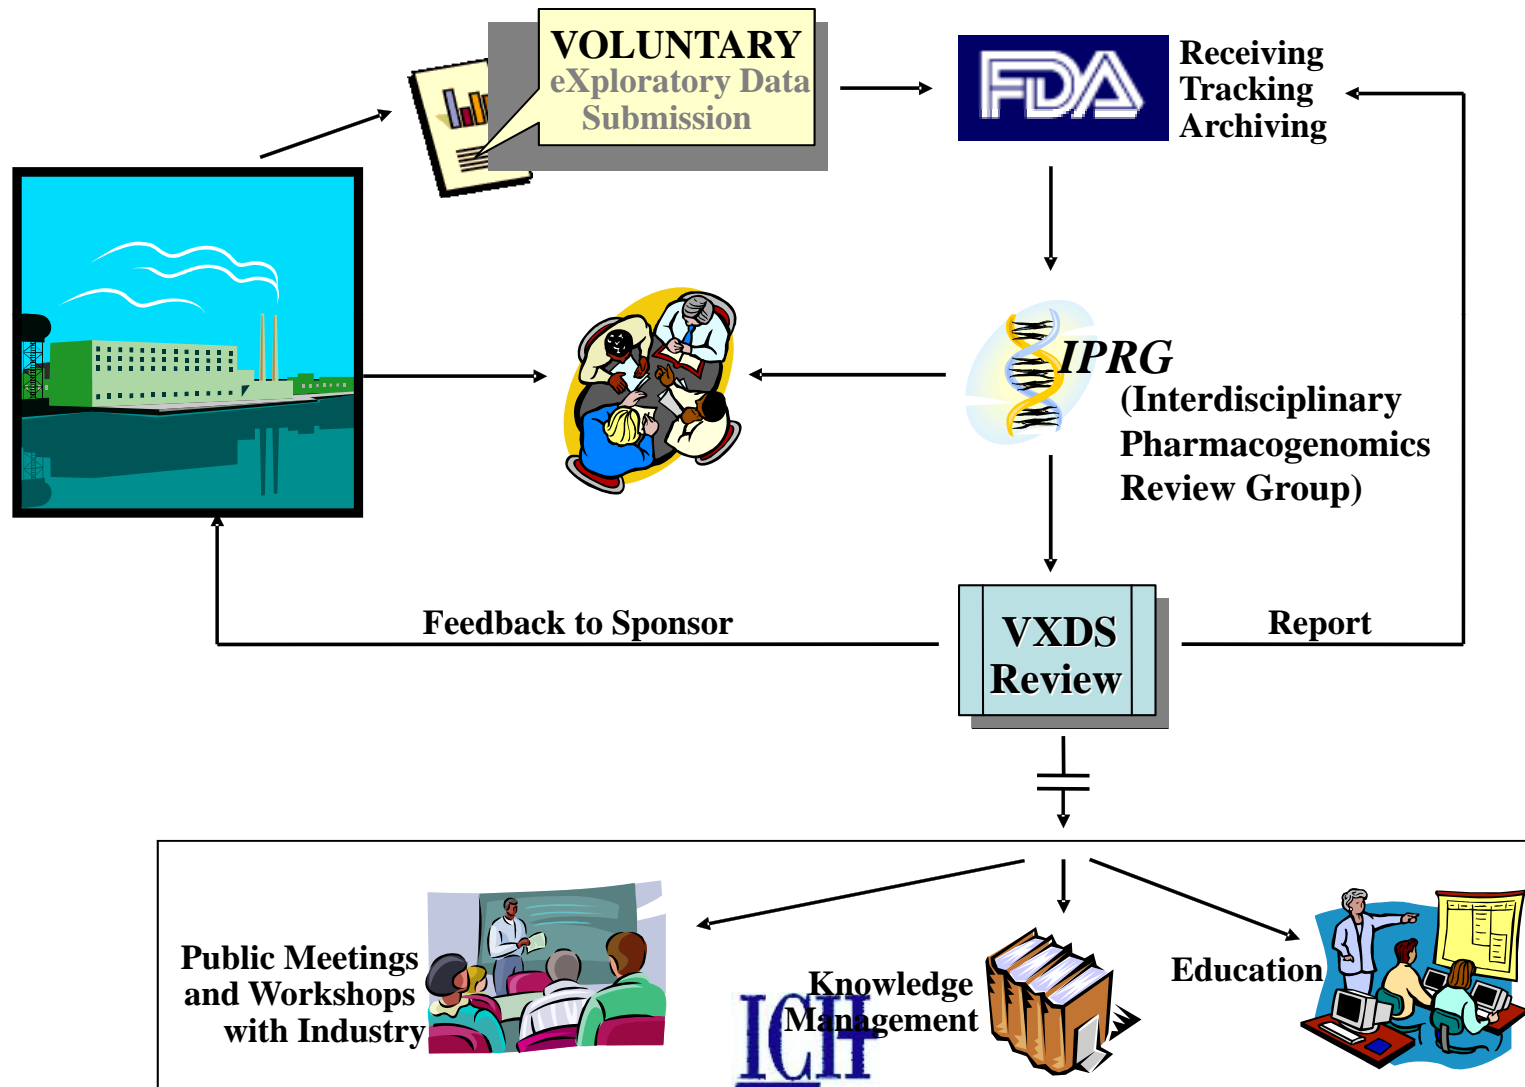 VOLUNTARY
eXploratory Data
Submission
FDA
Receiving
Tracking
Archiving
IPRG
(Interdisciplinary
Pharmacogenomics
Review Group)
Feedback to Sponsor
VXDS
Review
Report
Public Meetings
and Workshops
with Industry
Knowledge
Management
ICH
Education